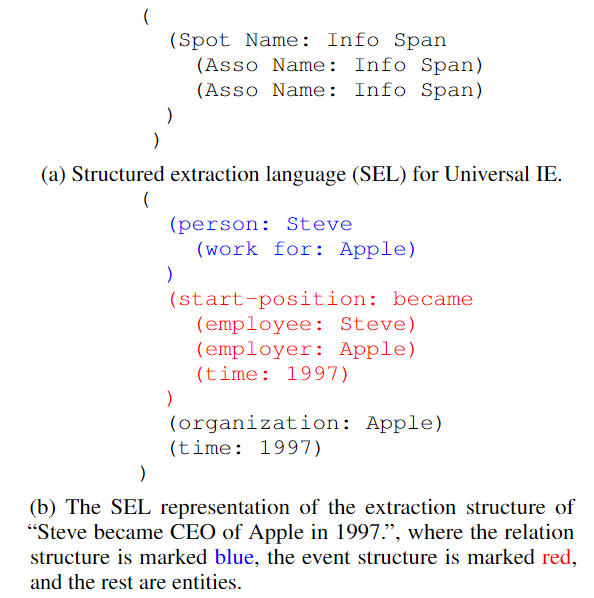 (
(Spot Name: Info Span
(Asso Name: Info Span)
(Asso Name: Info Span)
)
)
(a) Structured extraction language (SEL) for Universal IE.
(
(person: Steve
(work for: Apple)
)
(start-position: became
(employee: Steve)
(employer: Apple)
(time: 1997)
)
(organization: Apple)
(time: 1997)
)
(b) The SEL representation of the extraction structure of
“Steve became CEO of Apple in 1997.”, where the relation
structure is marked blue, the event structure is marked red,
and the rest are entities.